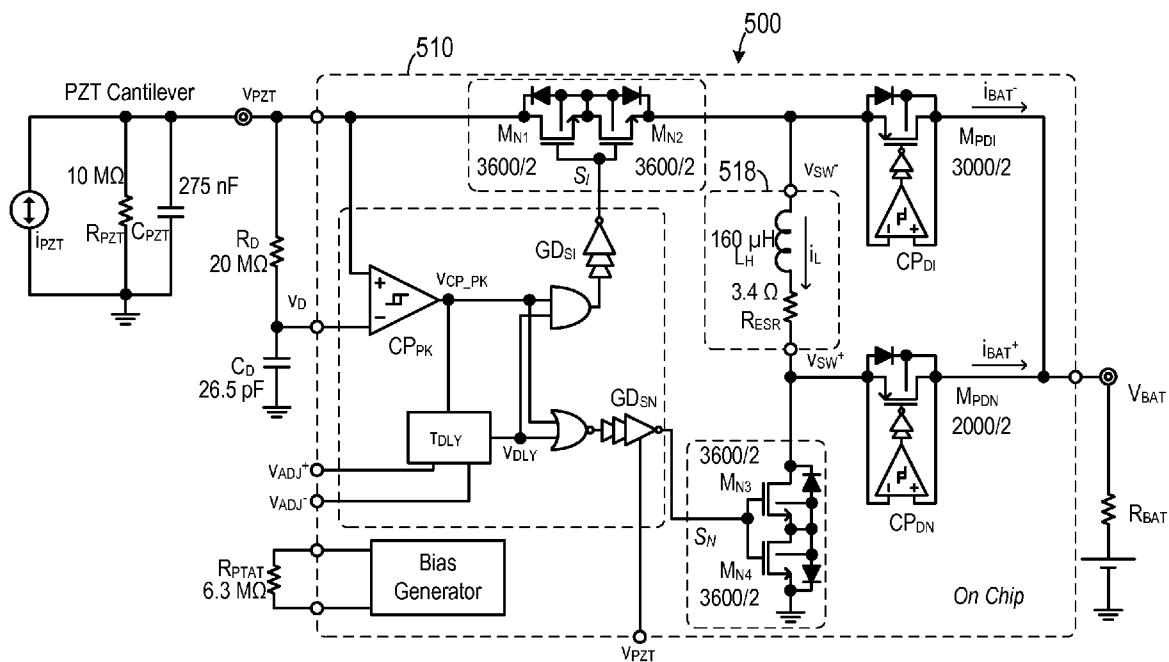 500
510
PZT Cantilever
VPZT
iPZT
10 MΩ
RPZT
275 nF
CPZT
RD
20 MΩ
VD
CD
26.5 pF
MN1
3600/2
MN2
3600/2
SI
GDSI
VCP_PK
CPPK
TDLY
VDLY
GDSN
VADJ+
VADJ-
RPTAT
6.3 MΩ
Bias
Generator
VPZT
518
VSW-
160 µH
LH
iL
3.4 Ω
RESR
VSW+
3600/2
MN3
SN
MN4
3600/2
iBAT-
MPDI
3000/2
CPDI
iBAT+
MPDN
2000/2
CPDN
VBAT
RBAT
On Chip